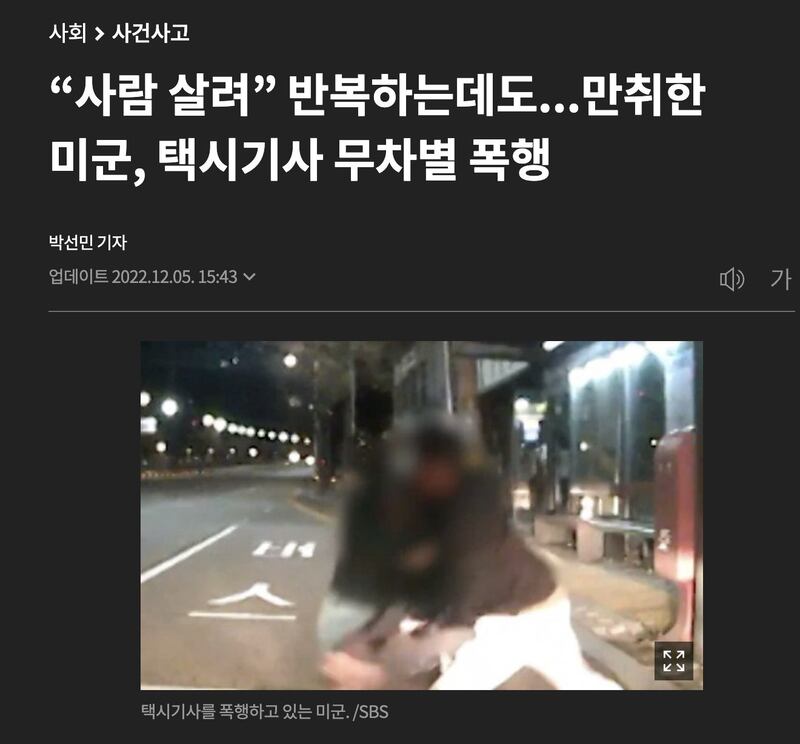 사회 > 사건사고
“사람 살려” 반복하는데도...만취한
미군, 택시기사 무차별 폭행
박선민 기자
업데이트 2022.12.05. 15:43
가
버
스
택시기사를 폭행하고 있는 미군. /SBS